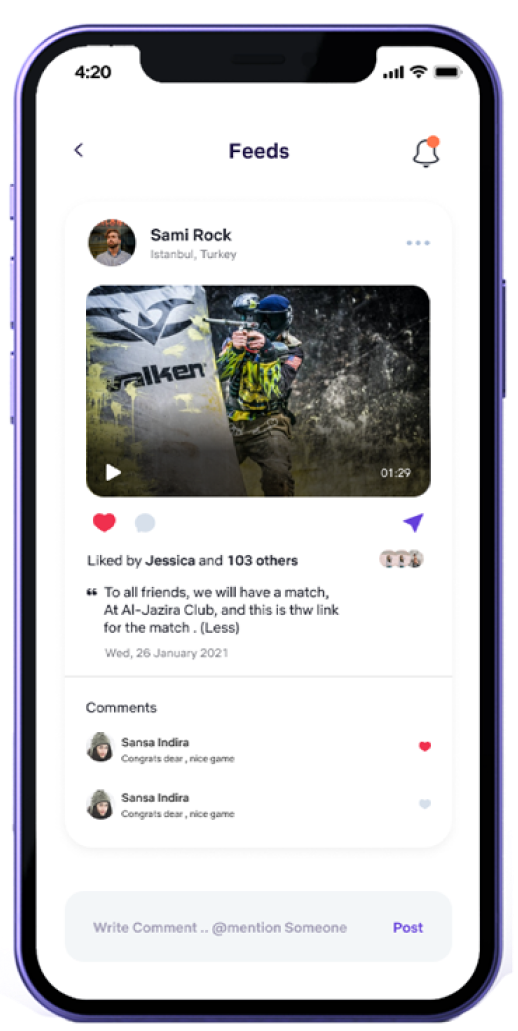 4:20
Feeds
Sami Rock
Istanbul, Turkey
valken
01:29
Liked by Jessica and 103 others
“ To all friends, we will have a match,
At Al-Jazira Club, and this is thw link
for the match . (Less)
Wed, 26 January 2021
Comments
Sansa Indira
Congrats dear , nice game
Sansa Indira
Congrats dear , nice game
Write Comment .. @mention Someone
Post